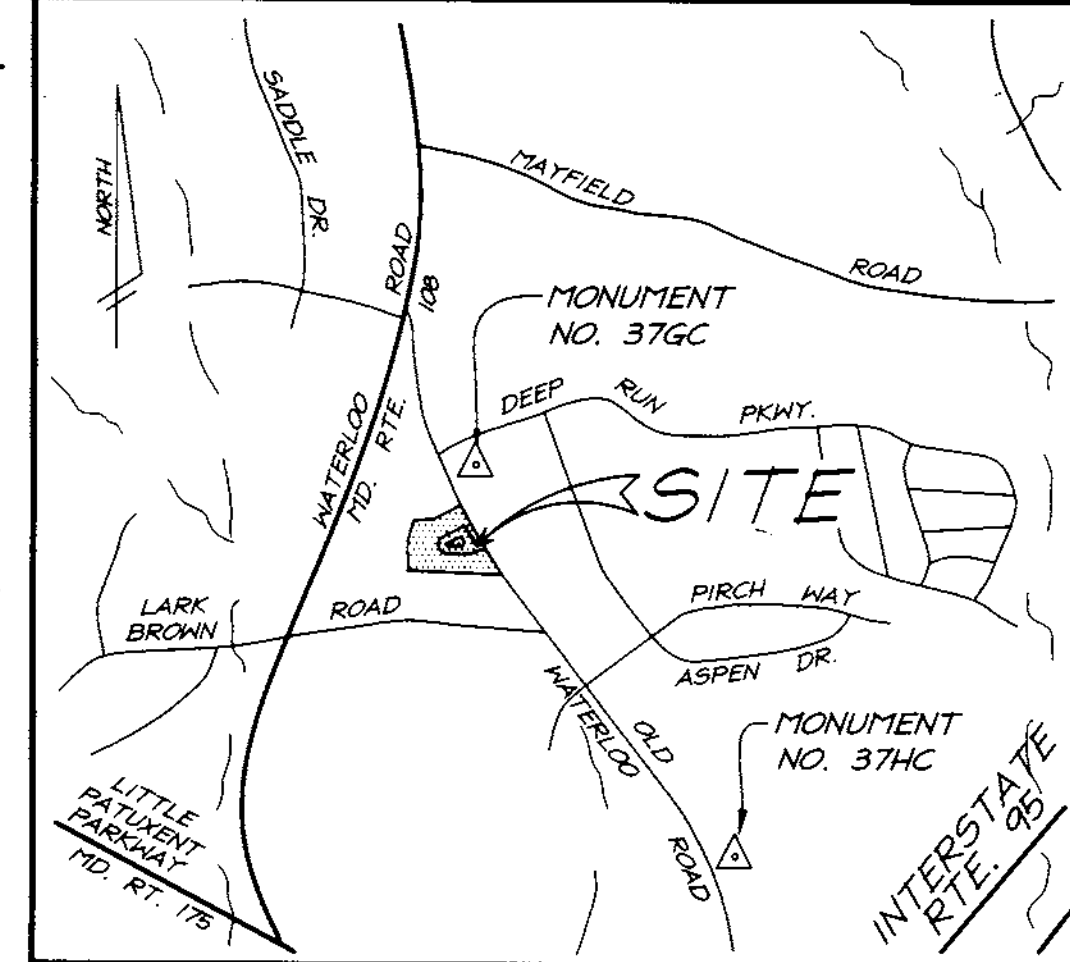 SADDLE DR.
NORTH
MAYFIELD ROAD
WATERLOO ROAD
MD. RTE. 108
MONUMENT
NO. 37GC
DEEP RUN PKWY.
SITE
LARK
BROWN ROAD
PIRCH WAY
ASPEN DR.
OLD
WATERLOO
ROAD
MONUMENT
NO. 37HC
LITTLE
PATUXENT
PARKWAY
MD. RT. 175
INTERSTATE
RTE. 95